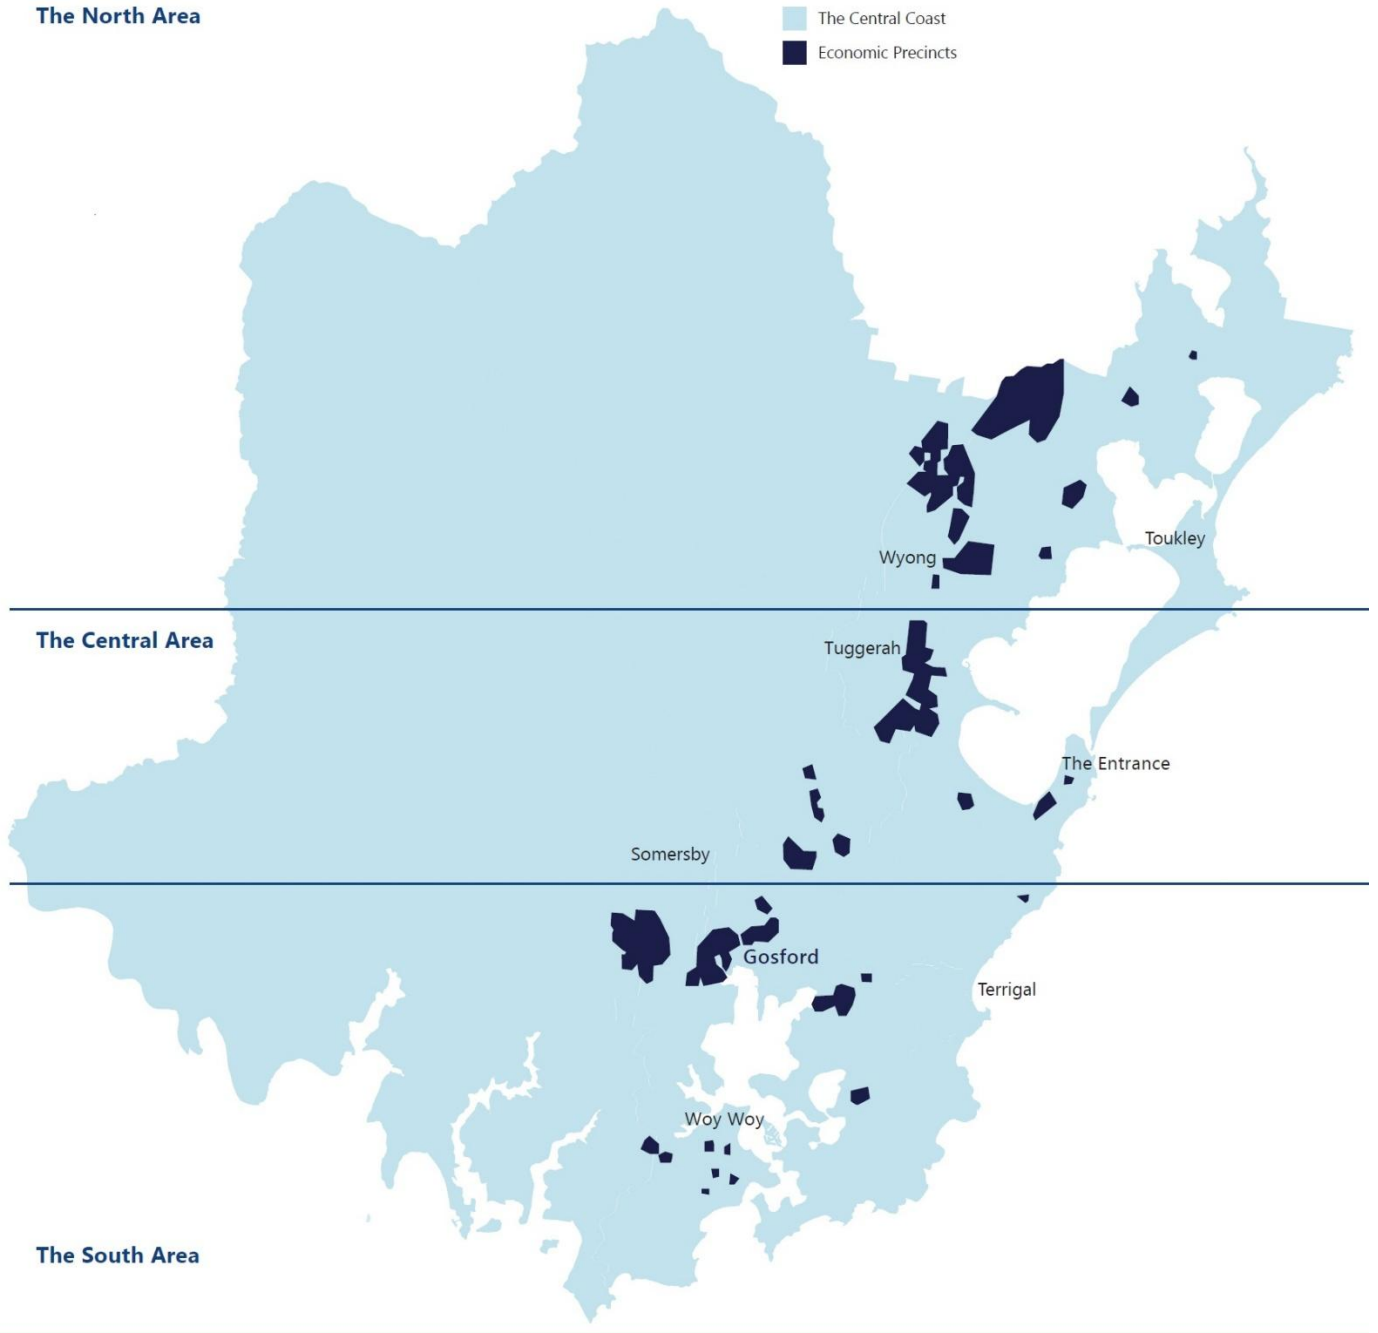 The North Area
The Central Coast
Economic Precincts
Toukley
Wyong
The Central Area
Tuggerah
The Entrance
Somersby
Gosford
Terrigal
Woy Woy
The South Area